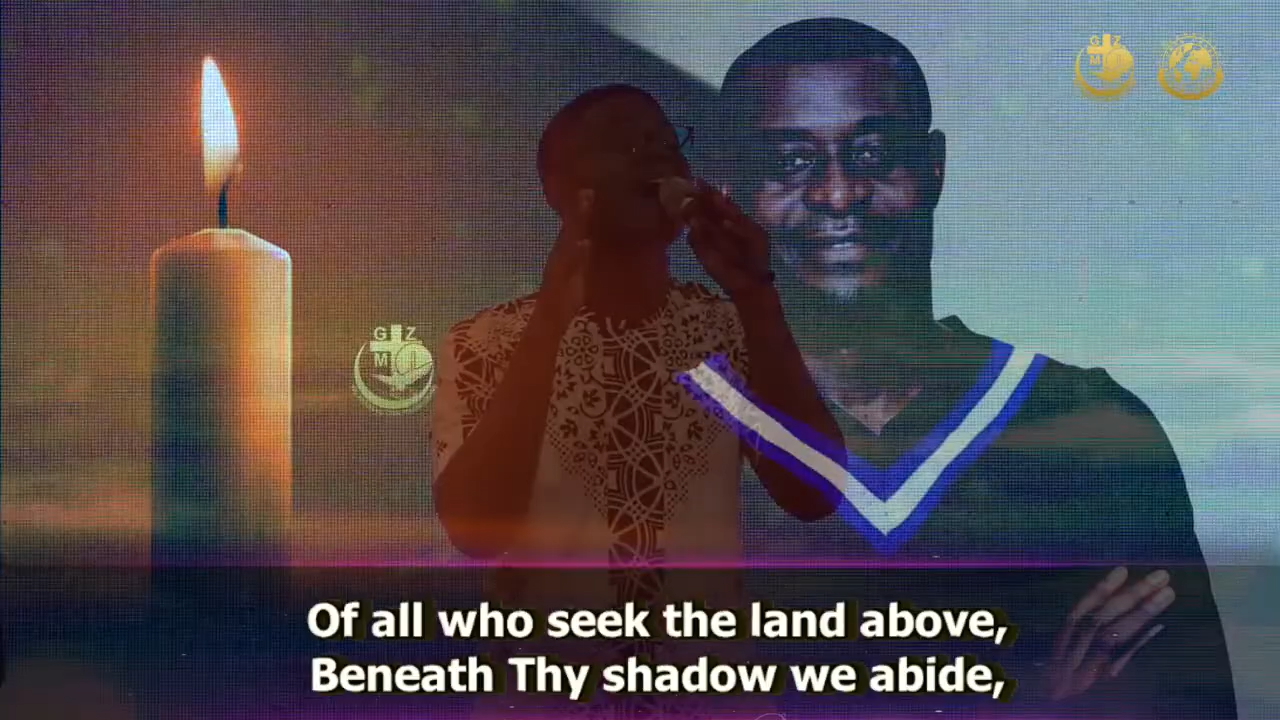 G Z
M
G Z
M
Of all who seek the land above,
Beneath Thy shadow we abide,